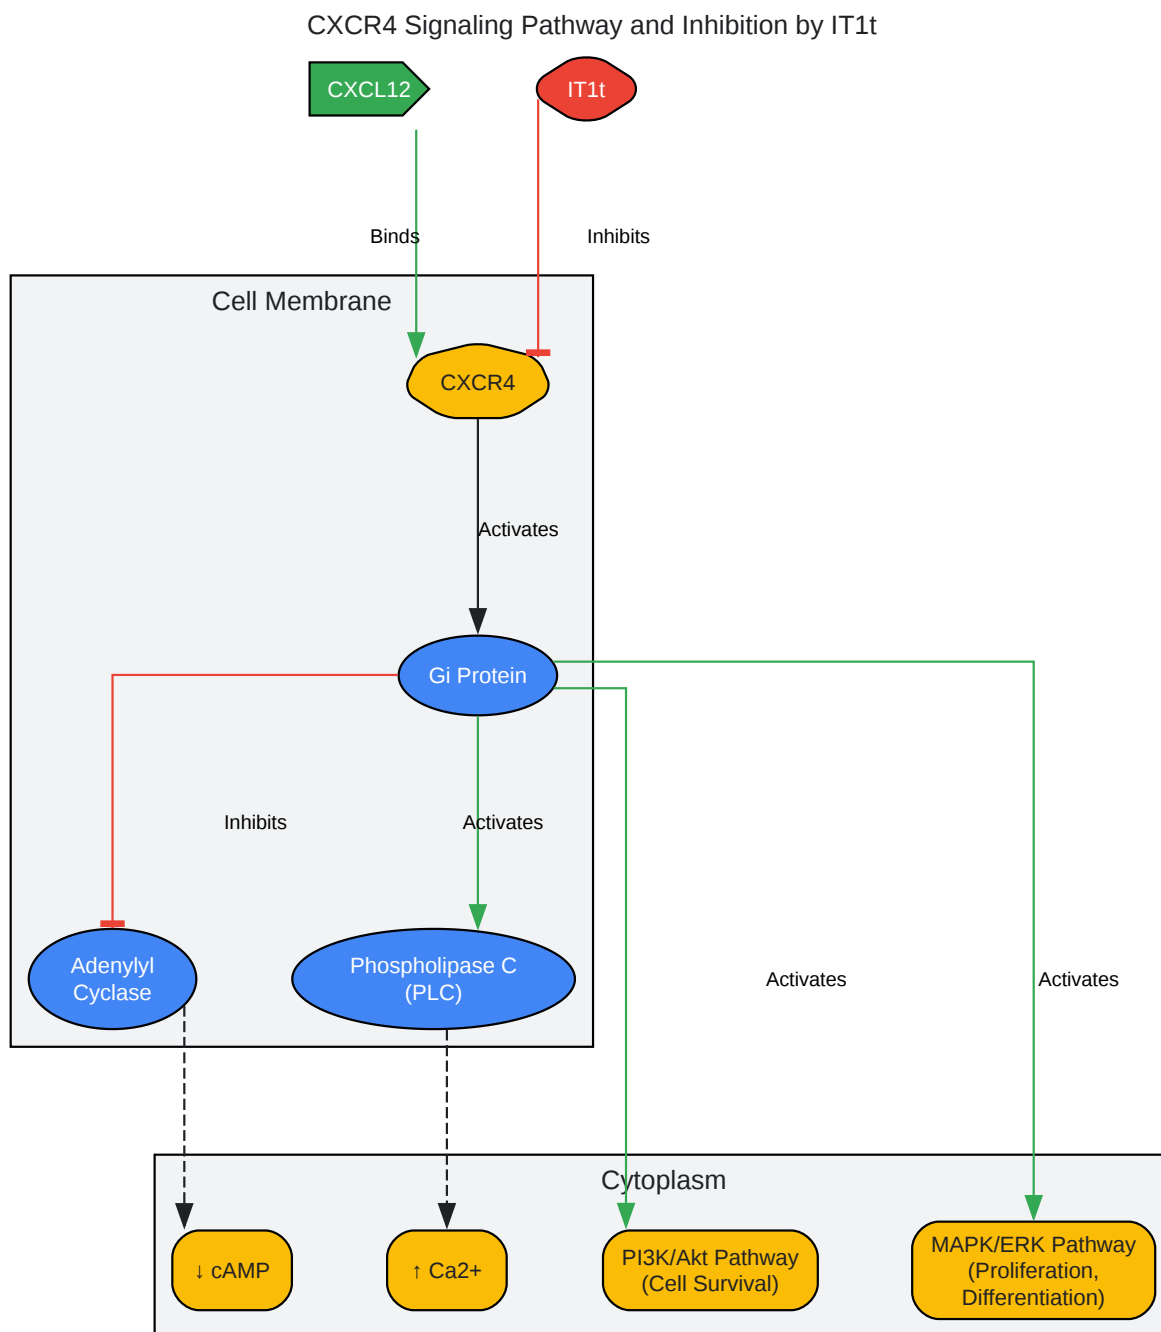 CXCR4 Signaling Pathway and Inhibition by IT1t
CXCL12
IT1t
Binds
Inhibits
Cell Membrane
CXCR4
Activates
Gi Protein
Inhibits
Activates
Adenylyl
Cyclase
Phospholipase C
(PLC)
Activates
Activates
Cytoplasm
↓ cAMP
↑ Ca2+
PI3K/Akt Pathway
(Cell Survival)
MAPK/ERK Pathway
(Proliferation,
Differentiation)